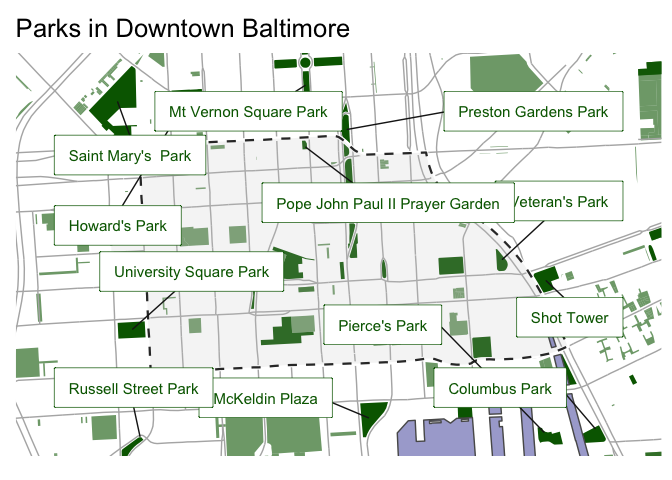 Parks in Downtown Baltimore
Mt Vernon Square Park
Preston Gardens Park
Saint Mary's  Park
Pope John Paul II Prayer Garden
Veteran's Park
Howard's Park
University Square Park
Pierce's Park
Shot Tower
Russell Street Park
McKeldin Plaza
Columbus Park